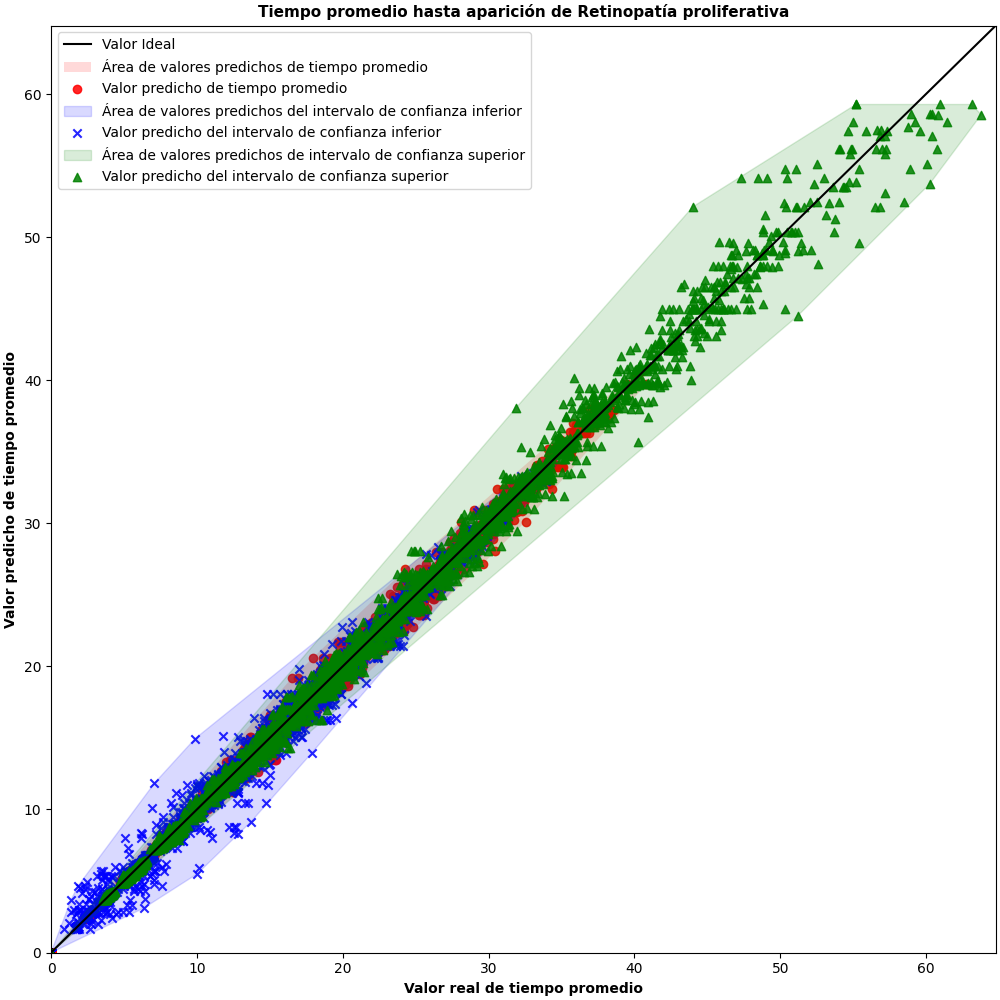 Tiempo promedio hasta aparición de Retinopatía proliferativa
Valor Ideal
Área de valores predichos de tiempo promedio
Valor predicho de tiempo promedio
Área de valores predichos del intervalo de confianza inferior
Valor predicho del intervalo de confianza inferior
Área de valores predichos de intervalo de confianza superior
Valor predicho del intervalo de confianza superior
Valor predicho de tiempo promedio
60
50
40
30
20
10
0
0 10 20 30 40 50 60
Valor real de tiempo promedio